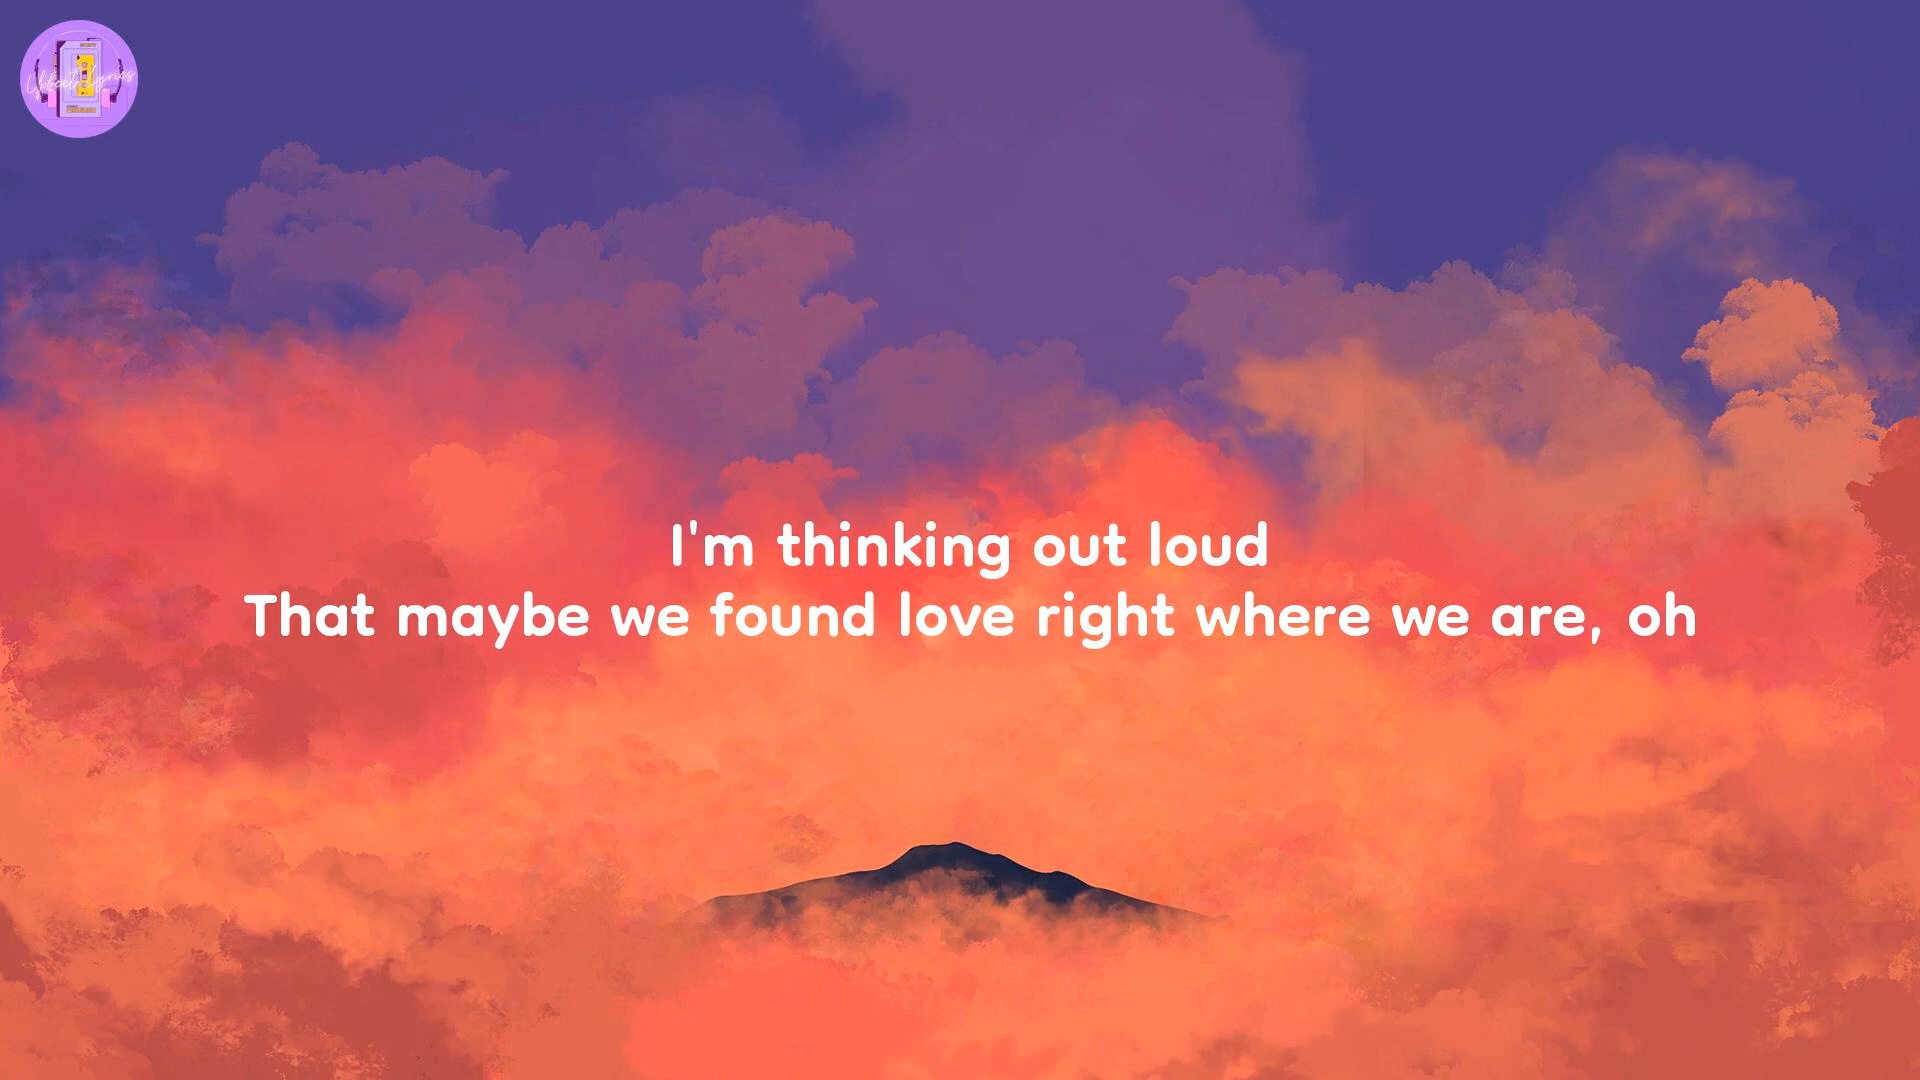 I'm thinking out loud
That maybe we found love right where we are, oh